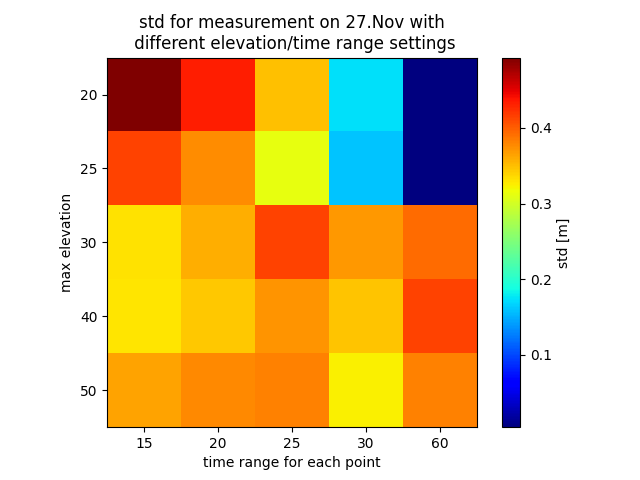 std for measurement on 27.Nov with
different elevation/time range settings
20
25
30
40
50
max elevation
15
20
25
30
60
time range for each point
0.4
0.3
0.2
0.1
std [m]